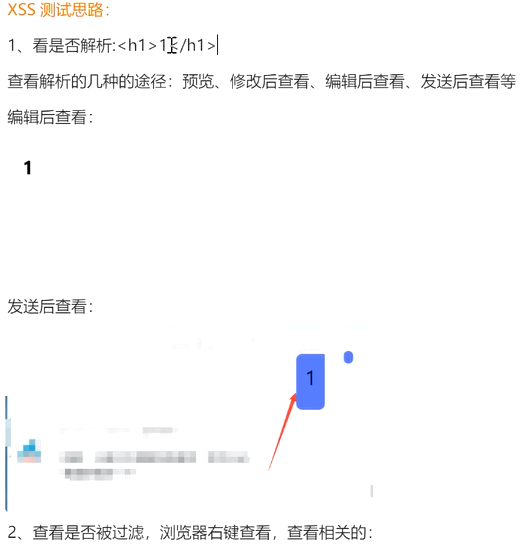 XSS 测试思路：
1、看是否解析:<h1>1</h1>
查看解析的几种的途径：预览、修改后查看、编辑后查看、发送后查看等
编辑后查看：
1
发送后查看：
1
2、查看是否被过滤，浏览器右键查看，查看相关的：